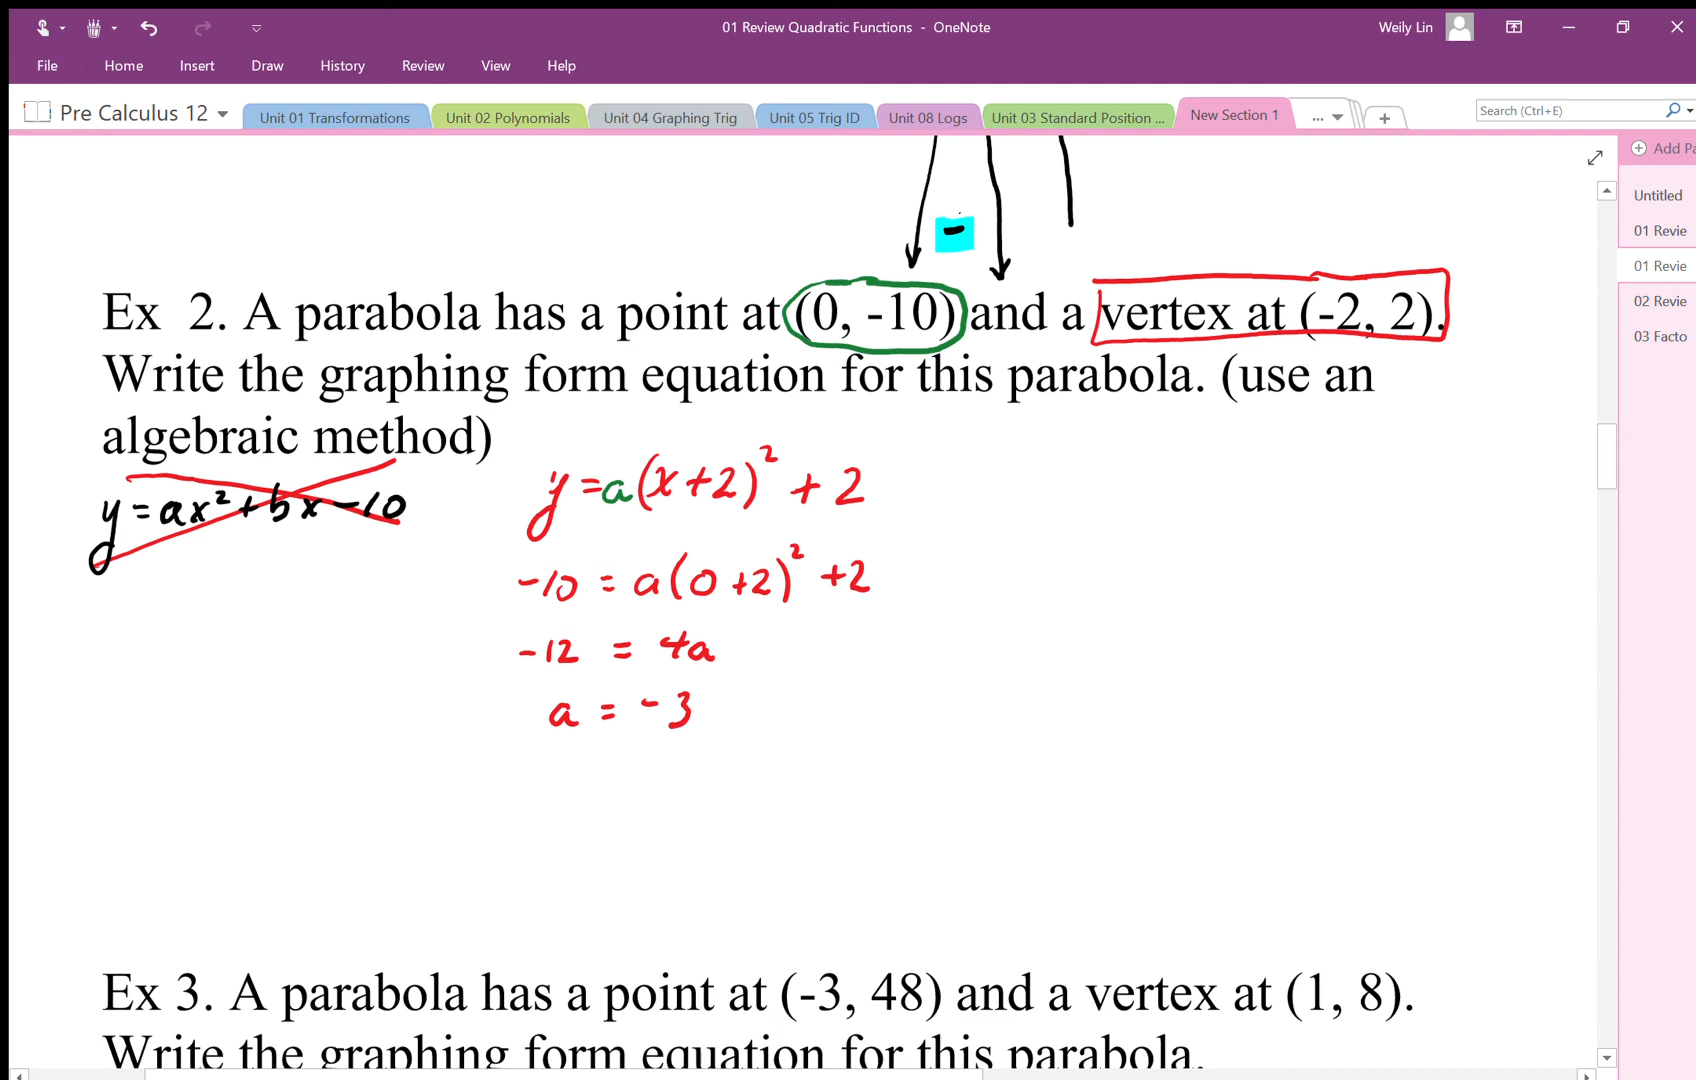 01 Review Quadratic Functions - OneNote
Weily Lin
File Home Insert Draw History Review View Help
Pre Calculus 12
Unit 01 Transformations
Unit 02 Polynomials
Unit 04 Graphing Trig
Unit 05 Trig ID
Unit 08 Logs
Unit 03 Standard Position ...
New Section 1
...
Search (Ctrl+E)
Add Pa
Untitled
01 Revie
01 Revie
02 Revie
03 Facto
-
Ex 2. A parabola has a point at (0, -10) and a vertex at (-2, 2).
Write the graphing form equation for this parabola. (use an
algebraic method)
y = ax² + bx - 10
y = a(x+2)² + 2
-10 = a(0+2)² + 2
-12 = 4a
a = -3
Ex 3. A parabola has a point at (-3, 48) and a vertex at (1, 8).
Write the graphing form equation for this parabola.